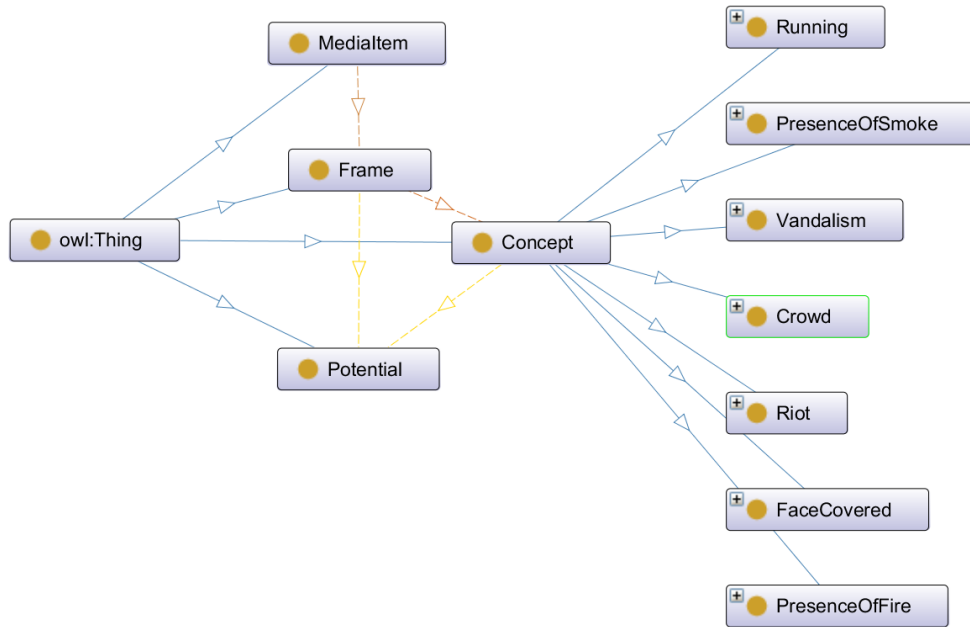 MediaItem
Frame
owl:Thing
Concept
Potential
Running
PresenceOfSmoke
Vandalism
Crowd
Riot
FaceCovered
PresenceOfFire